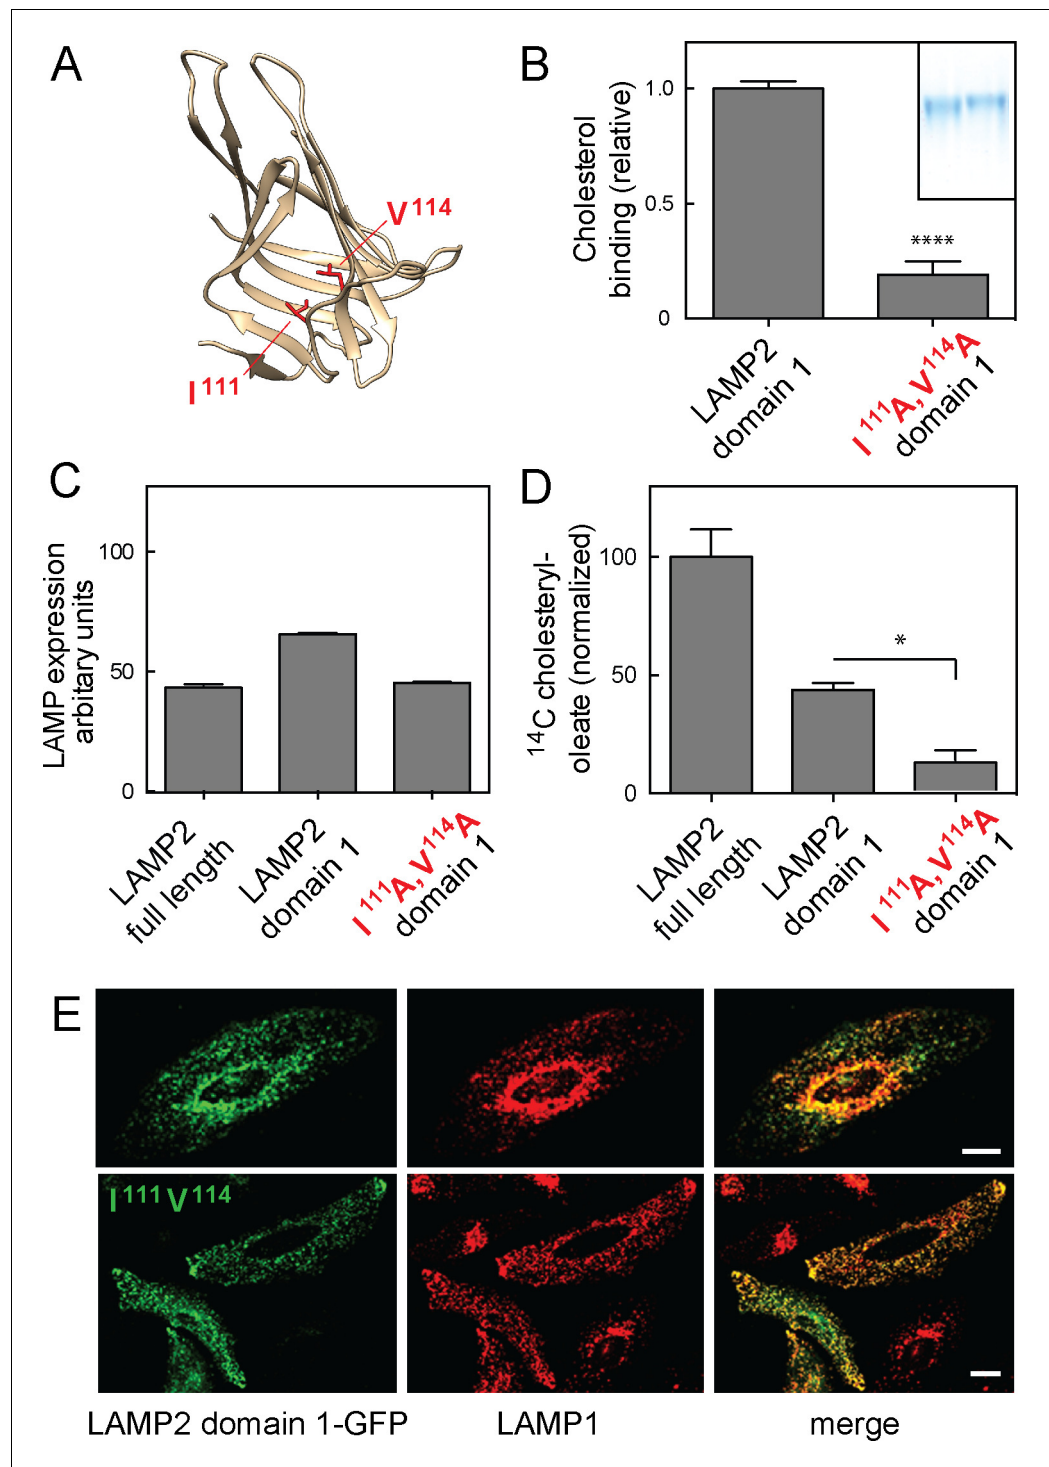 A
V114
I111
B
Cholesterol
binding (relative)
1.0
0.5
0
****
LAMP2
domain 1
I111A,V114A
domain 1
C
LAMP expression
arbitary units
100
50
0
LAMP2
full length
LAMP2
domain 1
I111A,V114A
domain 1
D
14C cholesteryl-
oleate (normalized)
100
50
0
*
LAMP2
full length
LAMP2
domain 1
I111A,V114A
domain 1
E
I111V114
LAMP2 domain 1-GFP
LAMP1
merge